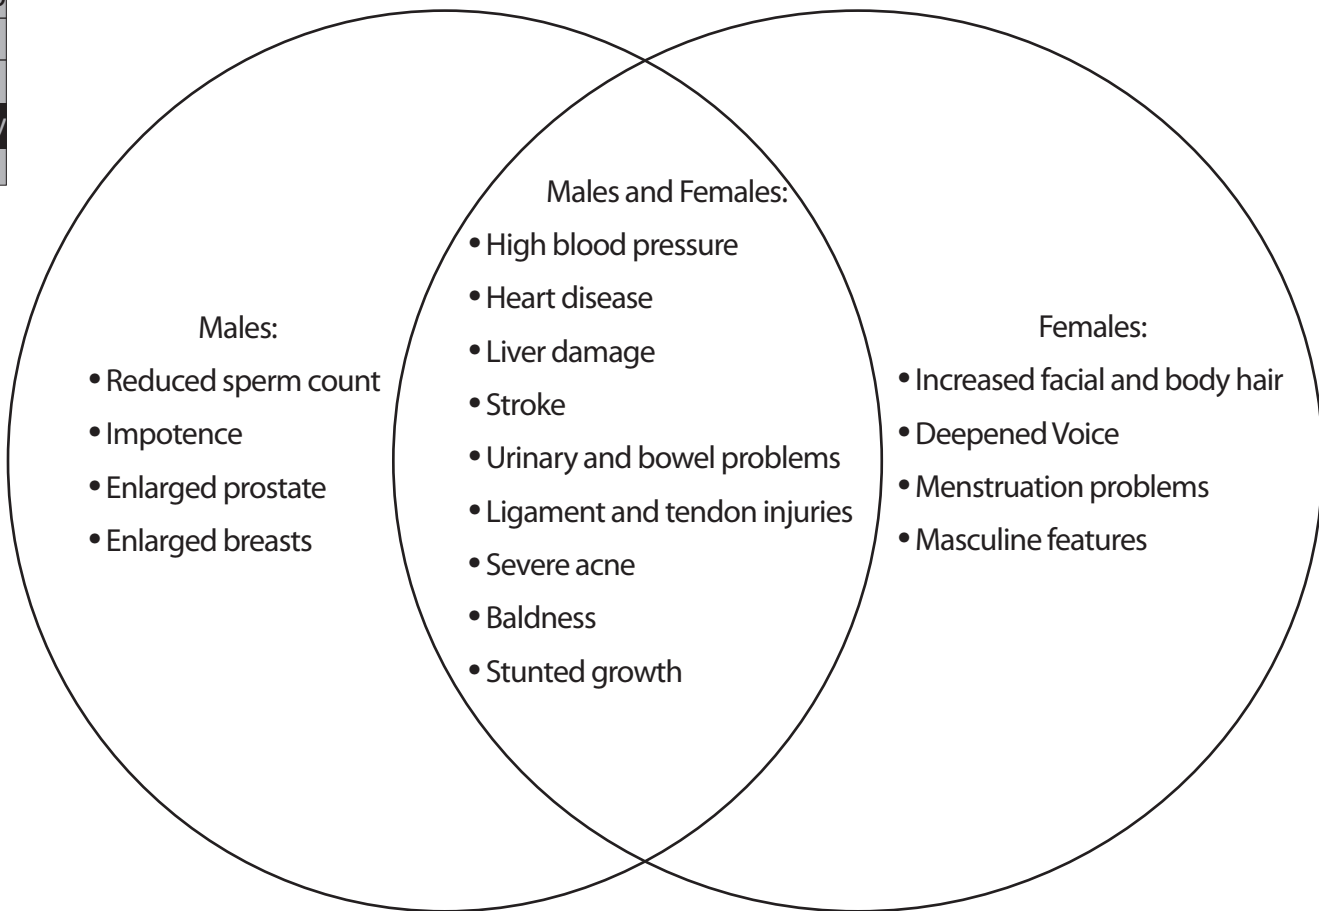 Males:
• Reduced sperm count
• Impotence
• Enlarged prostate
• Enlarged breasts
Males and Females:
• High blood pressure
• Heart disease
• Liver damage
• Stroke
• Urinary and bowel problems
• Ligament and tendon injuries
• Severe acne
• Baldness
• Stunted growth
Females:
• Increased facial and body hair
• Deepened Voice
• Menstruation problems
• Masculine features